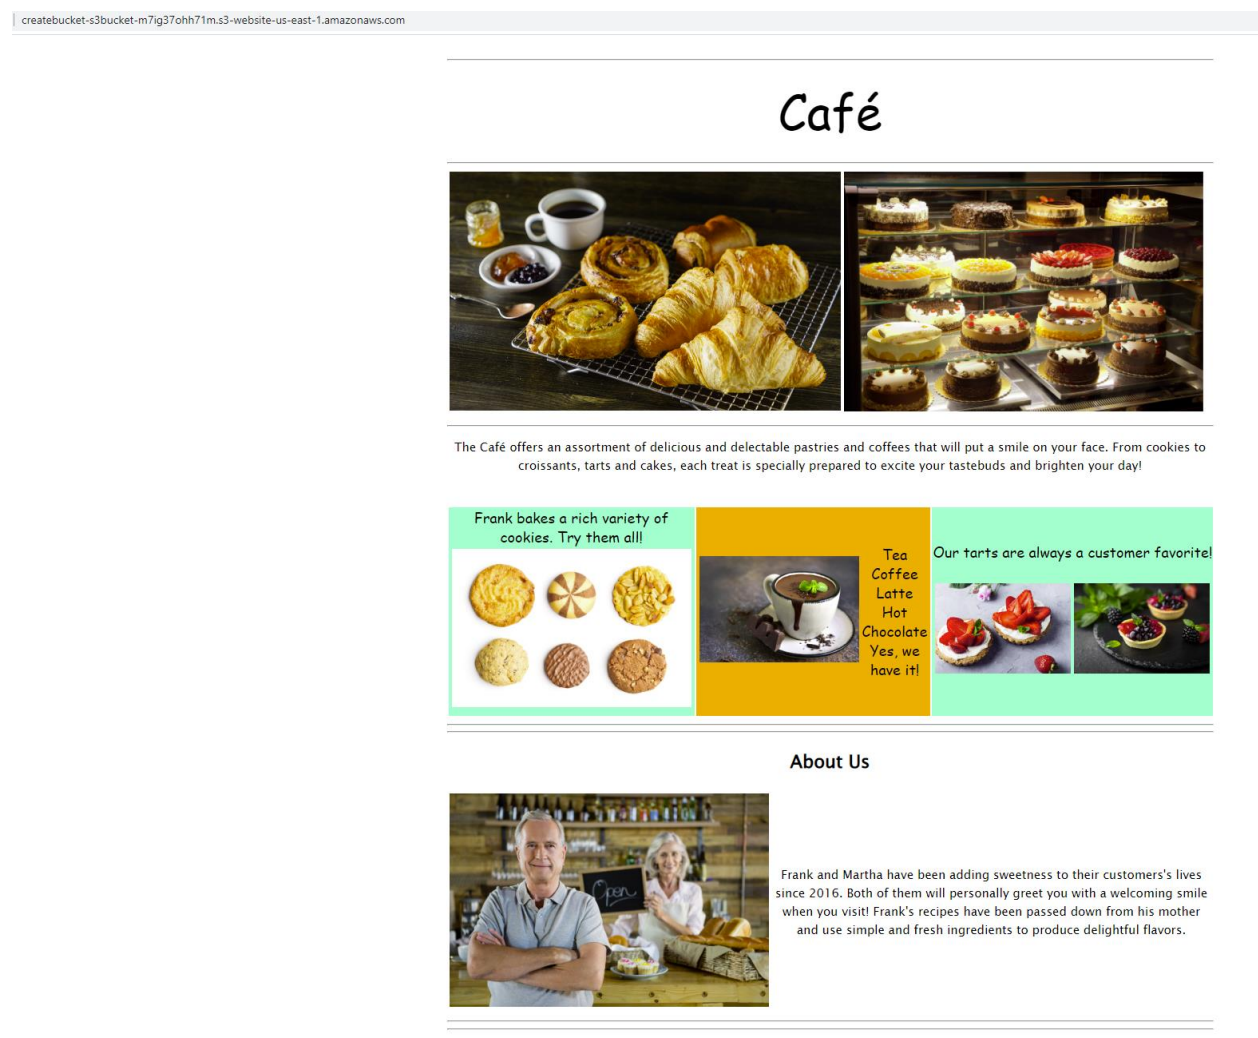 createbucket-s3bucket-m7ig37ohh71m.s3-website-us-east-1.amazonaws.com
Café
The Café offers an assortment of delicious and delectable pastries and coffees that will put a smile on your face. From cookies to
croissants, tarts and cakes, each treat is specially prepared to excite your tastebuds and brighten your day!
Frank bakes a rich variety of
cookies. Try them all!
Tea
Coffee
Latte
Hot
Chocolate
Yes, we
have it!
Our tarts are always a customer favorite!
About Us
Open
Frank and Martha have been adding sweetness to their customers's lives
since 2016. Both of them will personally greet you with a welcoming smile
when you visit! Frank's recipes have been passed down from his mother
and use simple and fresh ingredients to produce delightful flavors.